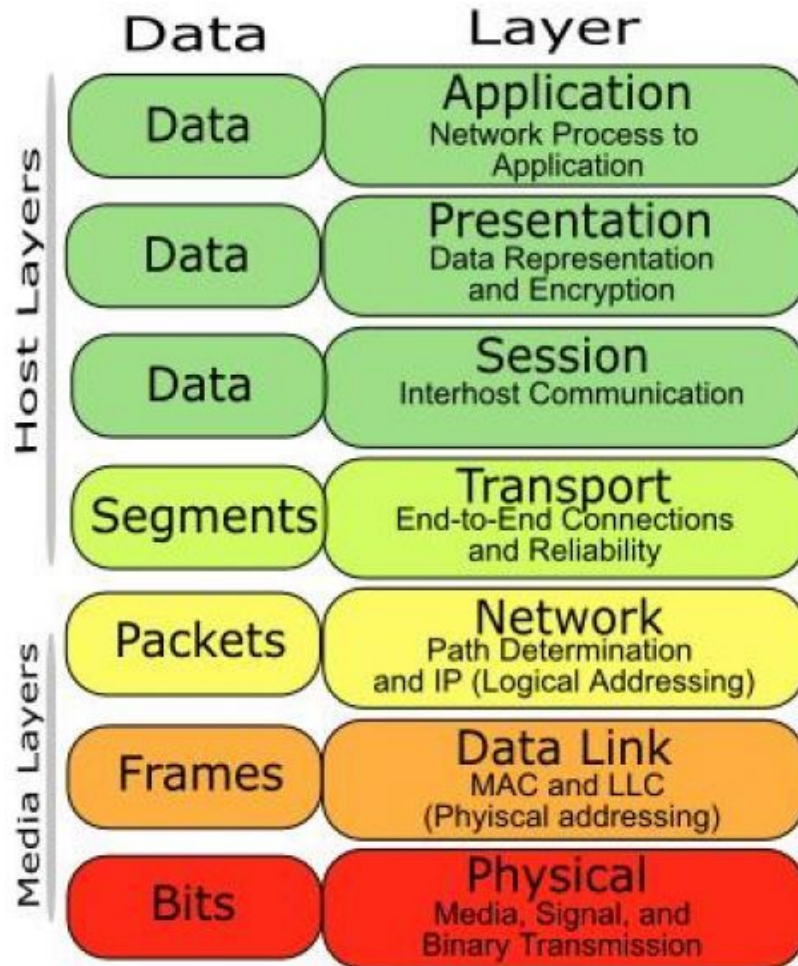 Data Layer
Host Layers
Data
Application
Network Process to
Application
Data
Presentation
Data Representation
and Encryption
Data
Session
Interhost Communication
Segments
Transport
End-to-End Connections
and Reliability
Media Layers
Packets
Network
Path Determination
and IP (Logical Addressing)
Frames
Data Link
MAC and LLC
(Phyiscal addressing)
Bits
Physical
Media, Signal, and
Binary Transmission